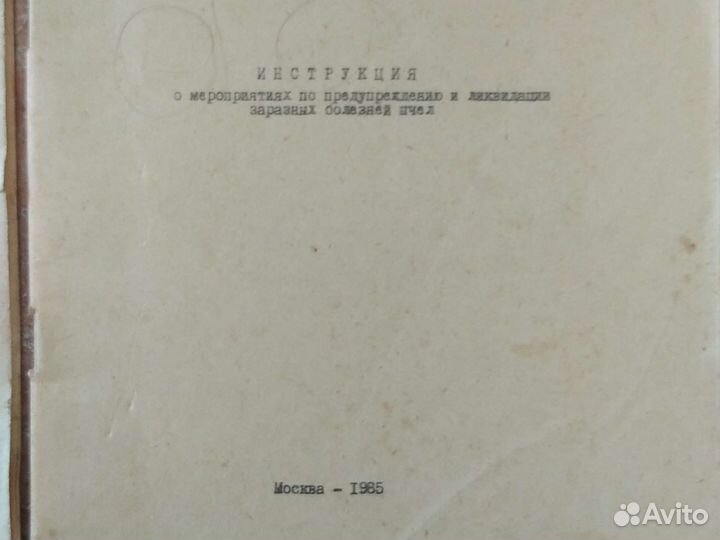 ИНСТРУКЦИЯ
о мероприятиях по предупреждению и ликвидации
заразных болезней пчел
Москва - 1985
Avito